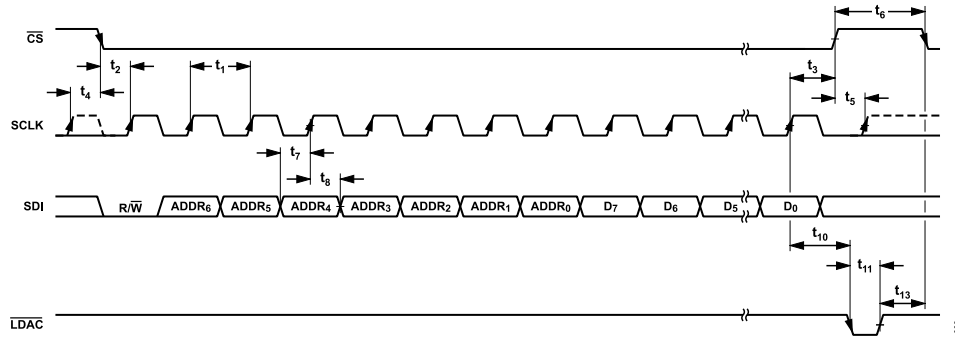 CS
t6
t2
t1
t3
t4
t5
SCLK
t7
t8
SDI
R/W
ADDR6
ADDR5
ADDR4
ADDR3
ADDR2
ADDR1
ADDR0
D7
D6
D5
D0
t10
t11
t13
LDAC